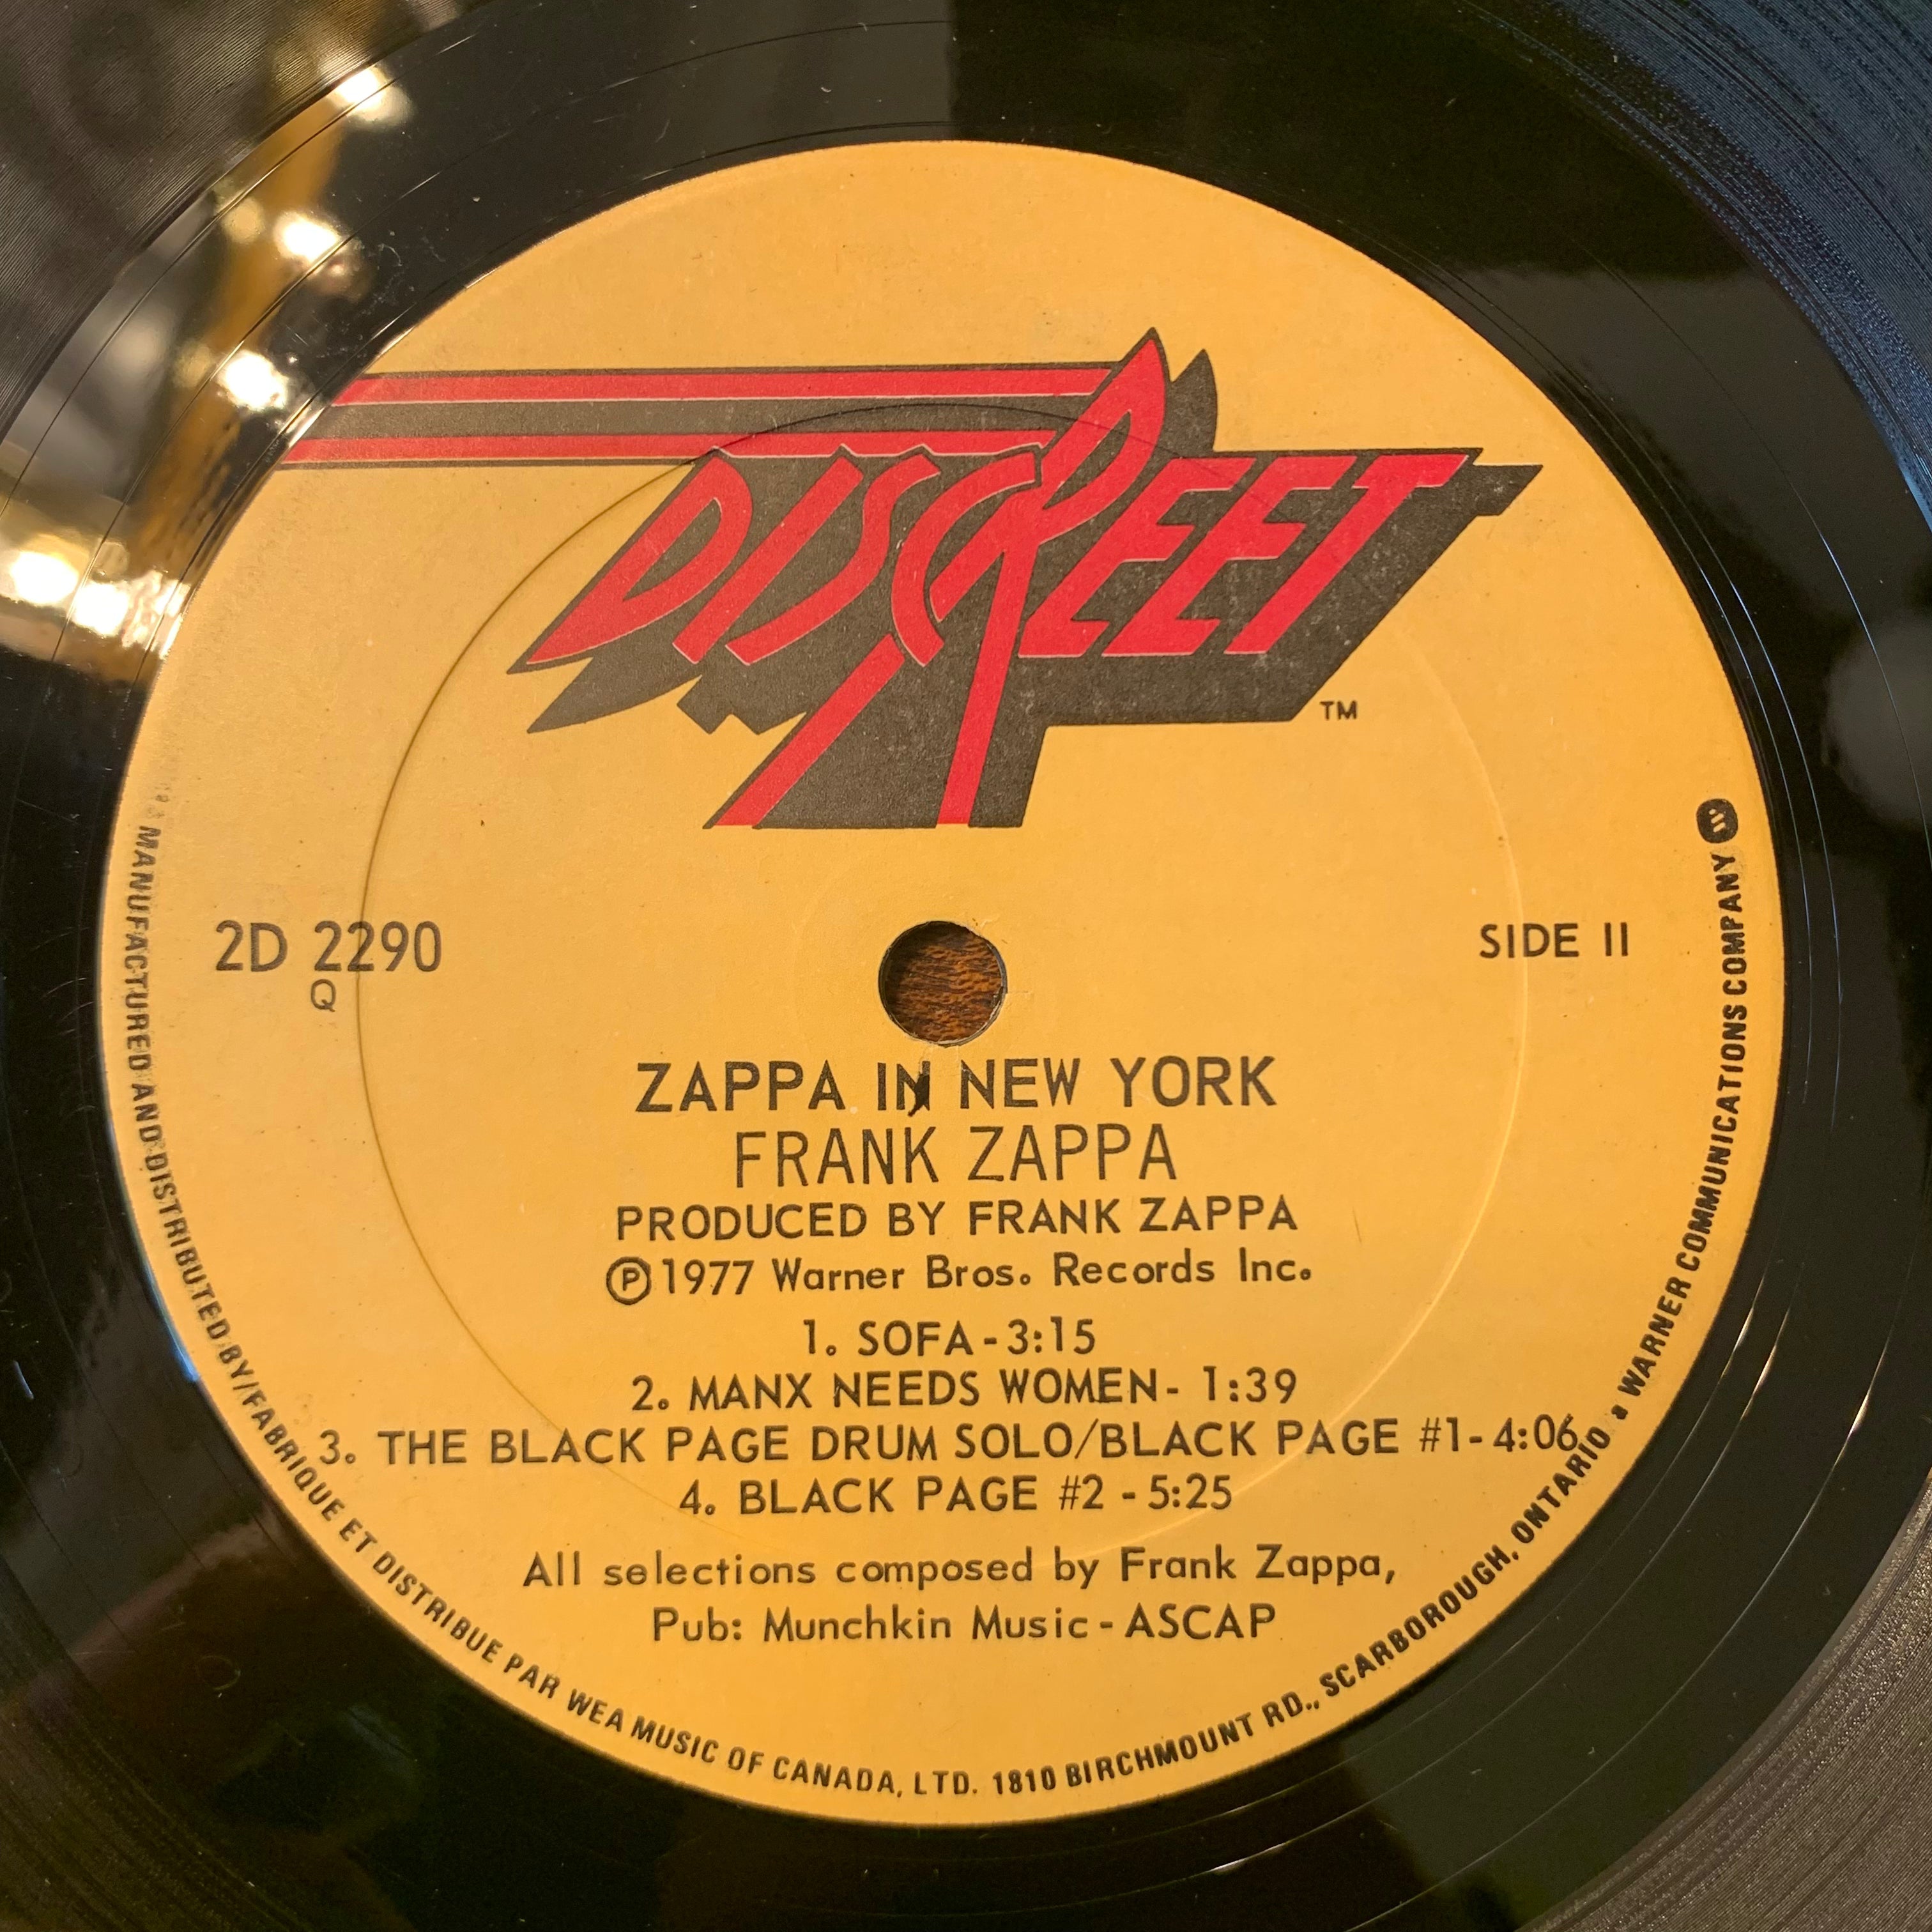 DISCREET
TM
2D 2290
Q
SIDE II
ZAPPA IN NEW YORK
FRANK ZAPPA
PRODUCED BY FRANK ZAPPA
Ⓟ1977 Warner Bros. Records Inc.
1. SOFA - 3:15
2. MANX NEEDS WOMEN - 1:39
3. THE BLACK PAGE DRUM SOLO/BLACK PAGE #1 - 4:06
4. BLACK PAGE #2 - 5:25
All selections composed by Frank Zappa,
Pub: Munchkin Music - ASCAP
MANUFACTURED AND DISTRIBUTED BY/FABRIQUE ET DISTRIBUE PAR WEA MUSIC OF CANADA, LTD. 1810 BIRCHMOUNT RD., SCARBOROUGH, ONTARIO a WARNER COMMUNICATIONS COMPANY